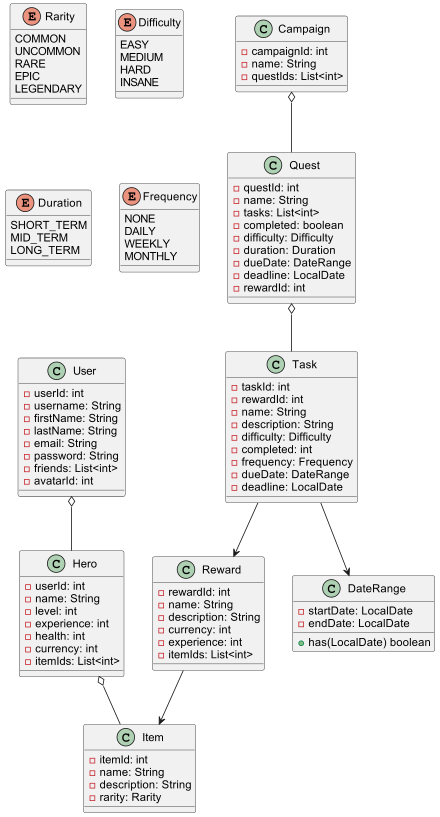 E Rarity
COMMON
UNCOMMON
RARE
EPIC
LEGENDARY
E Difficulty
EASY
MEDIUM
HARD
INSANE
C Campaign
campaignId: int
name: String
questIds: List<int>
E Duration
SHORT_TERM
MID_TERM
LONG_TERM
E Frequency
NONE
DAILY
WEEKLY
MONTHLY
C Quest
questId: int
name: String
tasks: List<int>
completed: boolean
difficulty: Difficulty
duration: Duration
dueDate: DateRange
deadline: LocalDate
rewardId: int
C User
userId: int
username: String
firstName: String
lastName: String
email: String
password: String
friends: List<int>
avatarId: int
C Task
taskId: int
rewardId: int
name: String
description: String
difficulty: Difficulty
completed: int
frequency: Frequency
dueDate: DateRange
deadline: LocalDate
C Hero
userId: int
name: String
level: int
experience: int
health: int
currency: int
itemIds: List<int>
C Reward
rewardId: int
name: String
description: String
currency: int
experience: int
itemIds: List<int>
C DateRange
startDate: LocalDate
endDate: LocalDate
has(LocalDate) boolean
C Item
itemId: int
name: String
description: String
rarity: Rarity